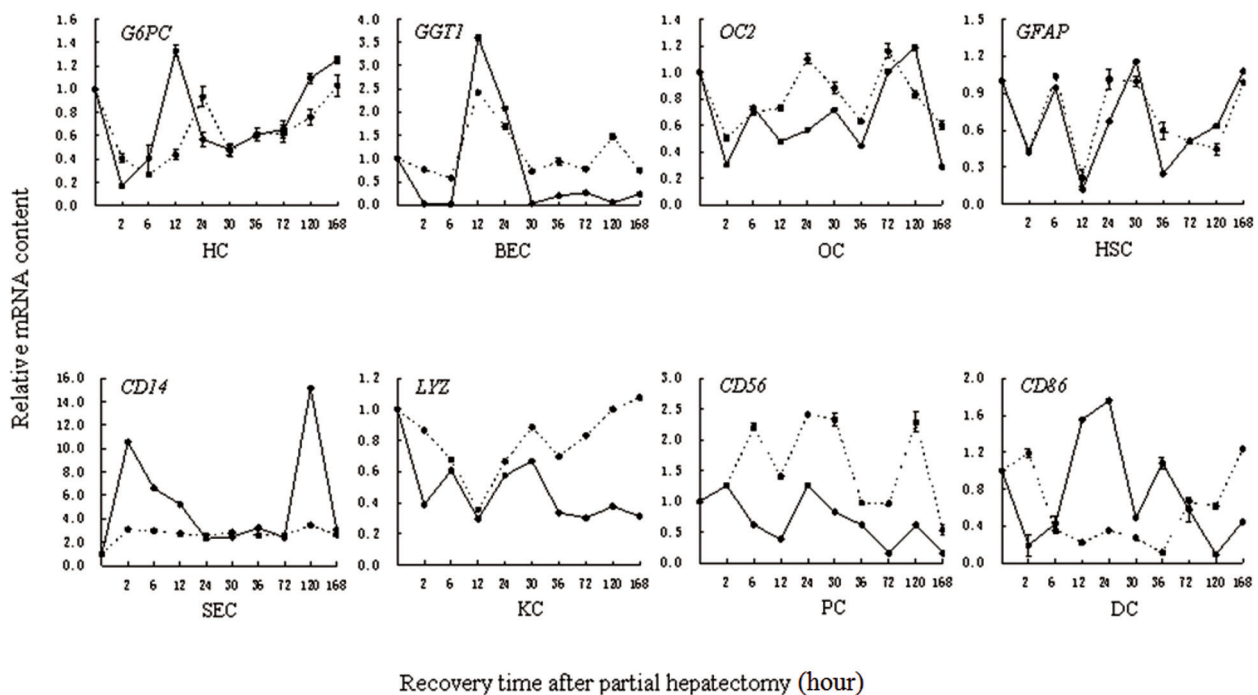 Relative mRNA content
G6PC
1.6
1.4
1.2
1.0
0.8
0.6
0.4
0.2
0.0
2 6 12 24 30 36 72 120 168
HC
GGT1
4.0
3.5
3.0
2.5
2.0
1.5
1.0
0.5
0.0
2 6 12 24 30 36 72 120 168
BEC
OC2
1.4
1.2
1.0
0.8
0.6
0.4
0.2
0.0
2 6 12 24 30 36 72 120 168
OC
GFAP
1.5
1.2
0.9
0.6
0.3
0.0
2 6 12 24 30 36 72 120 168
HSC
CD14
16.0
14.0
12.0
10.0
8.0
6.0
4.0
2.0
0.0
2 6 12 24 30 36 72 120 168
SEC
LYZ
1.2
1.0
0.8
0.6
0.4
0.2
0.0
2 6 12 24 30 36 72 120 168
KC
CD56
3.0
2.5
2.0
1.5
1.0
0.5
0.0
2 6 12 24 30 36 72 120 168
PC
CD86
2.0
1.6
1.2
0.8
0.4
0.0
2 6 12 24 30 36 72 120 168
DC
Recovery time after partial hepatectomy (hour)